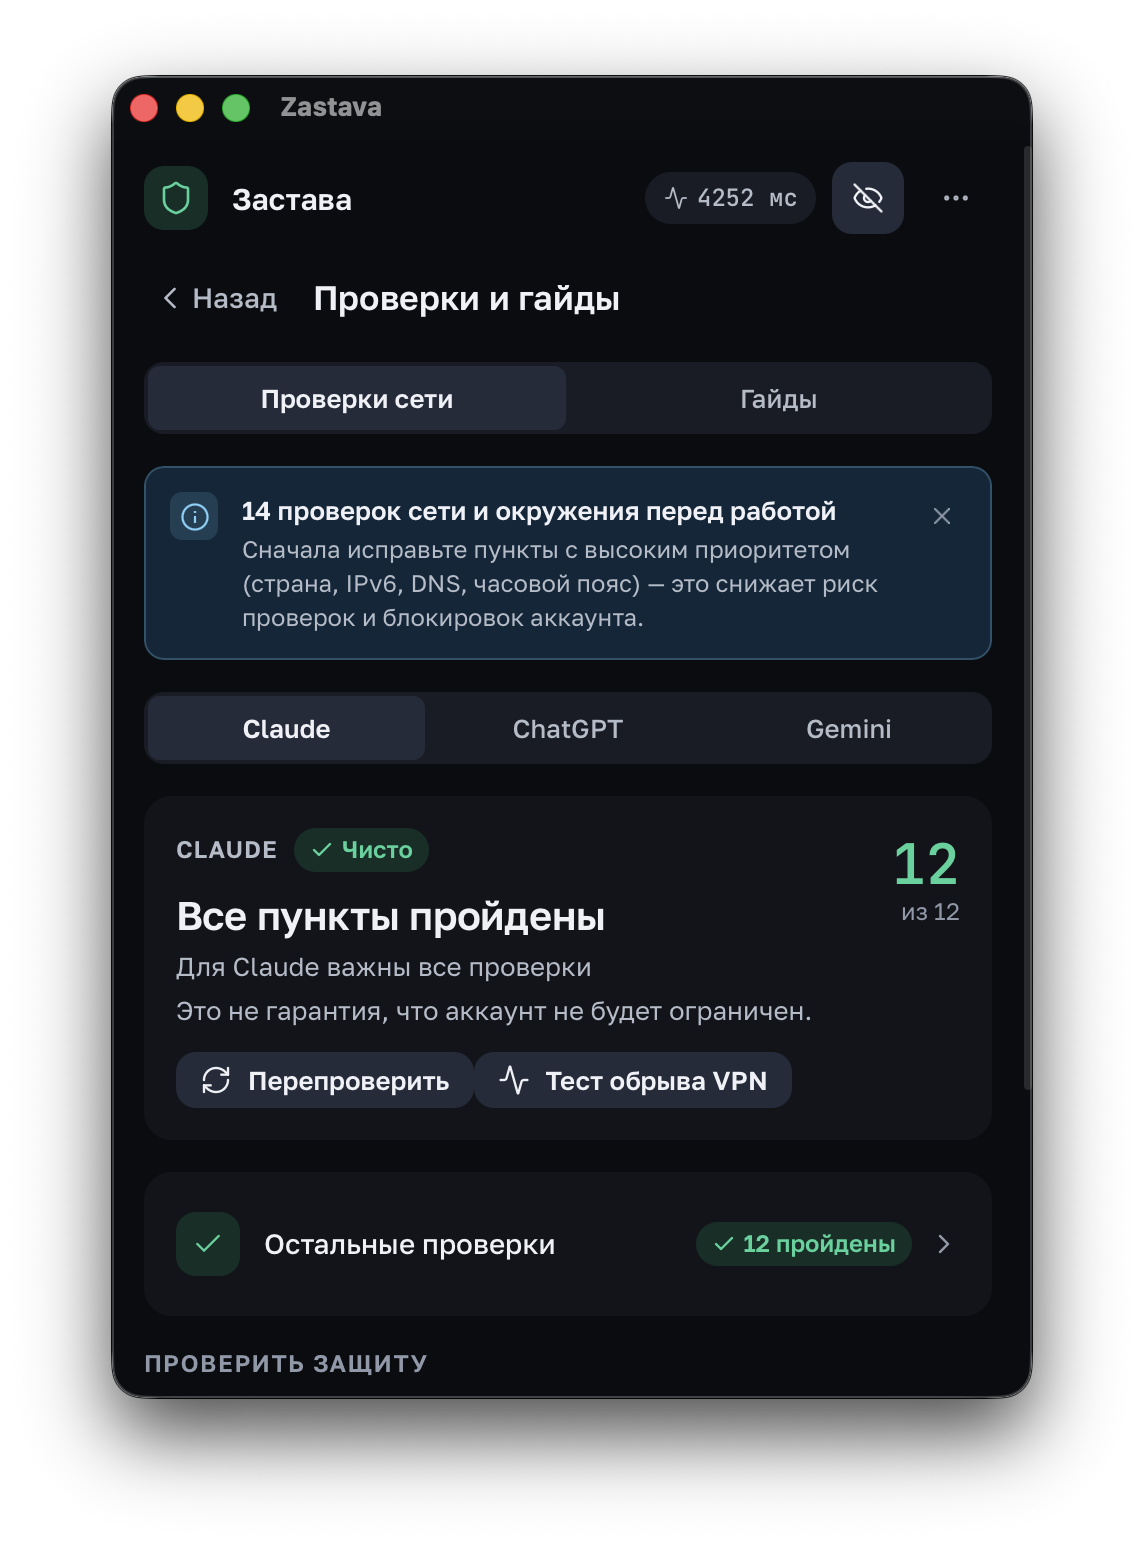 Zastava
Застава
4252 мс
Назад
Проверки и гайды
Проверки сети
Гайды
14 проверок сети и окружения перед работой
Сначала исправьте пункты с высоким приоритетом
(страна, IPv6, DNS, часовой пояс) — это снижает риск
проверок и блокировок аккаунта.
Claude
ChatGPT
Gemini
CLAUDE
Чисто
12
из 12
Все пункты пройдены
Для Claude важны все проверки
Это не гарантия, что аккаунт не будет ограничен.
Перепроверить
Тест обрыва VPN
Остальные проверки
12 пройдены
ПРОВЕРИТЬ ЗАЩИТУ